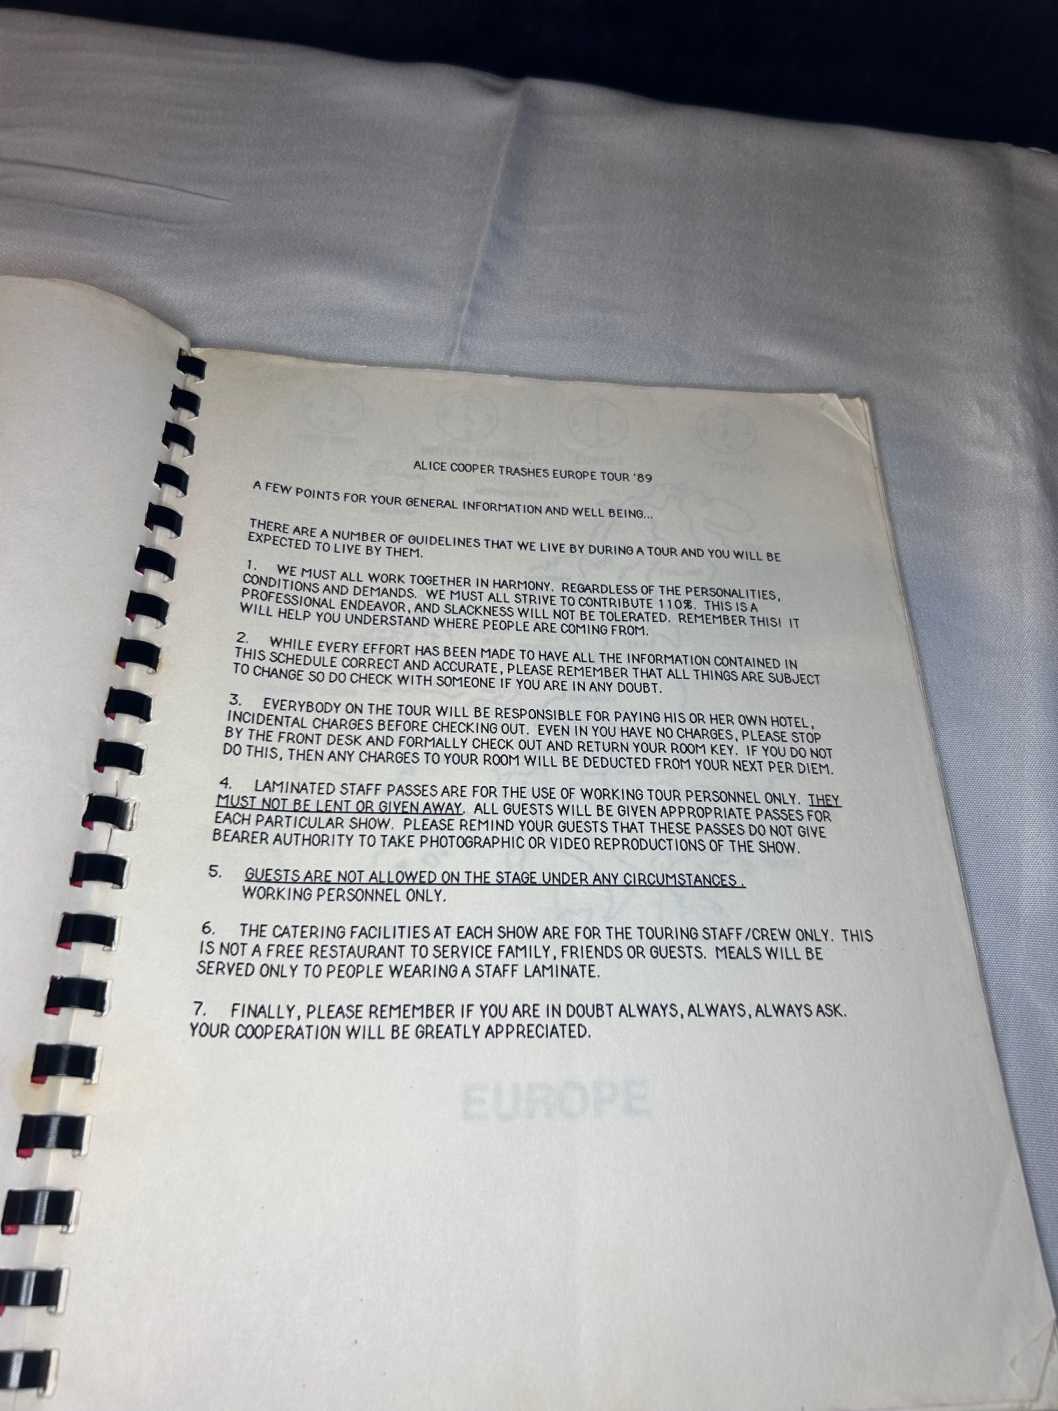 ALICE COOPER TRASHES EUROPE TOUR '89
A FEW POINTS FOR YOUR GENERAL INFORMATION AND WELL BEING...
THERE ARE A NUMBER OF GUIDELINES THAT WE LIVE BY DURING A TOUR AND YOU WILL BE
EXPECTED TO LIVE BY THEM.
1. WE MUST ALL WORK TOGETHER IN HARMONY. REGARDLESS OF THE PERSONALITIES,
CONDITIONS AND DEMANDS. WE MUST ALL STRIVE TO CONTRIBUTE 110%. THIS IS A
PROFESSIONAL ENDEAVOR, AND SLACKNESS WILL NOT BE TOLERATED. REMEMBER THIS! IT
WILL HELP YOU UNDERSTAND WHERE PEOPLE ARE COMING FROM.
2. WHILE EVERY EFFORT HAS BEEN MADE TO HAVE ALL THE INFORMATION CONTAINED IN
THIS SCHEDULE CORRECT AND ACCURATE, PLEASE REMEMBER THAT ALL THINGS ARE SUBJECT
TO CHANGE SO DO CHECK WITH SOMEONE IF YOU ARE IN ANY DOUBT.
3. EVERYBODY ON THE TOUR WILL BE RESPONSIBLE FOR PAYING HIS OR HER OWN HOTEL,
INCIDENTAL CHARGES BEFORE CHECKING OUT. EVEN IN YOU HAVE NO CHARGES, PLEASE STOP
BY THE FRONT DESK AND FORMALLY CHECK OUT AND RETURN YOUR ROOM KEY. IF YOU DO NOT
DO THIS, THEN ANY CHARGES TO YOUR ROOM WILL BE DEDUCTED FROM YOUR NEXT PER DIEM.
4. LAMINATED STAFF PASSES ARE FOR THE USE OF WORKING TOUR PERSONNEL ONLY. THEY
MUST NOT BE LENT OR GIVEN AWAY. ALL GUESTS WILL BE GIVEN APPROPRIATE PASSES FOR
EACH PARTICULAR SHOW. PLEASE REMIND YOUR GUESTS THAT THESE PASSES DO NOT GIVE
BEARER AUTHORITY TO TAKE PHOTOGRAPHIC OR VIDEO REPRODUCTIONS OF THE SHOW.
5. GUESTS ARE NOT ALLOWED ON THE STAGE UNDER ANY CIRCUMSTANCES.
WORKING PERSONNEL ONLY.
6. THE CATERING FACILITIES AT EACH SHOW ARE FOR THE TOURING STAFF/CREW ONLY. THIS
IS NOT A FREE RESTAURANT TO SERVICE FAMILY, FRIENDS OR GUESTS. MEALS WILL BE
SERVED ONLY TO PEOPLE WEARING A STAFF LAMINATE.
7. FINALLY, PLEASE REMEMBER IF YOU ARE IN DOUBT ALWAYS, ALWAYS, ALWAYS ASK.
YOUR COOPERATION WILL BE GREATLY APPRECIATED.
EUROPE